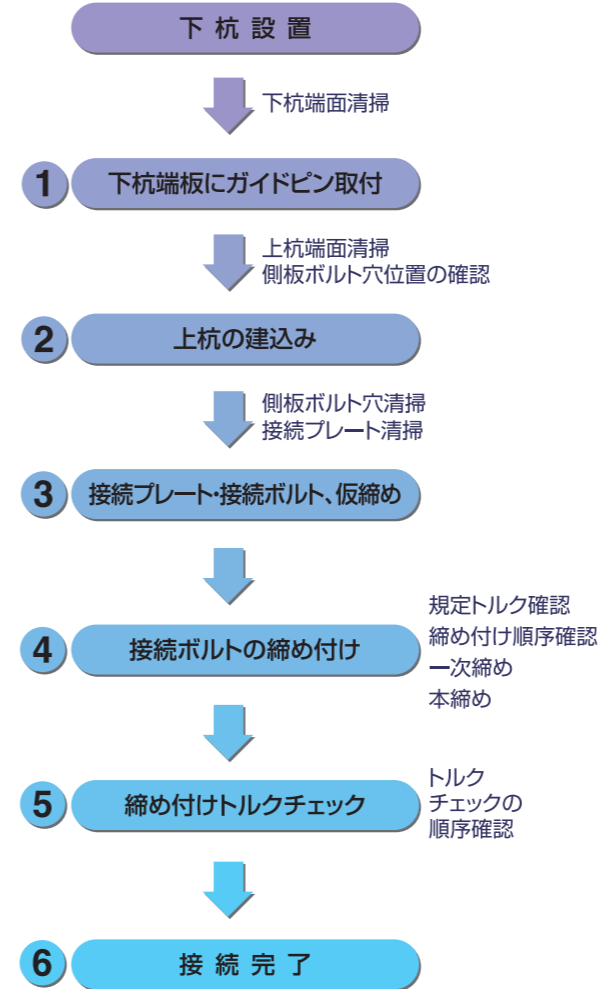 下杭設置
下杭端面清掃
1 下杭端板にガイドピン取付
上杭端面清掃
側板ボルト穴位置の確認
2 上杭の建込み
側板ボルト穴清掃
接続プレート清掃
3 接続プレート・接続ボルト、仮締め
規定トルク確認
締め付け順序確認
4 接続ボルトの締め付け
一次締め
本締め
5 締め付けトルクチェック
トルク
チェックの
順序確認
6 接続完了